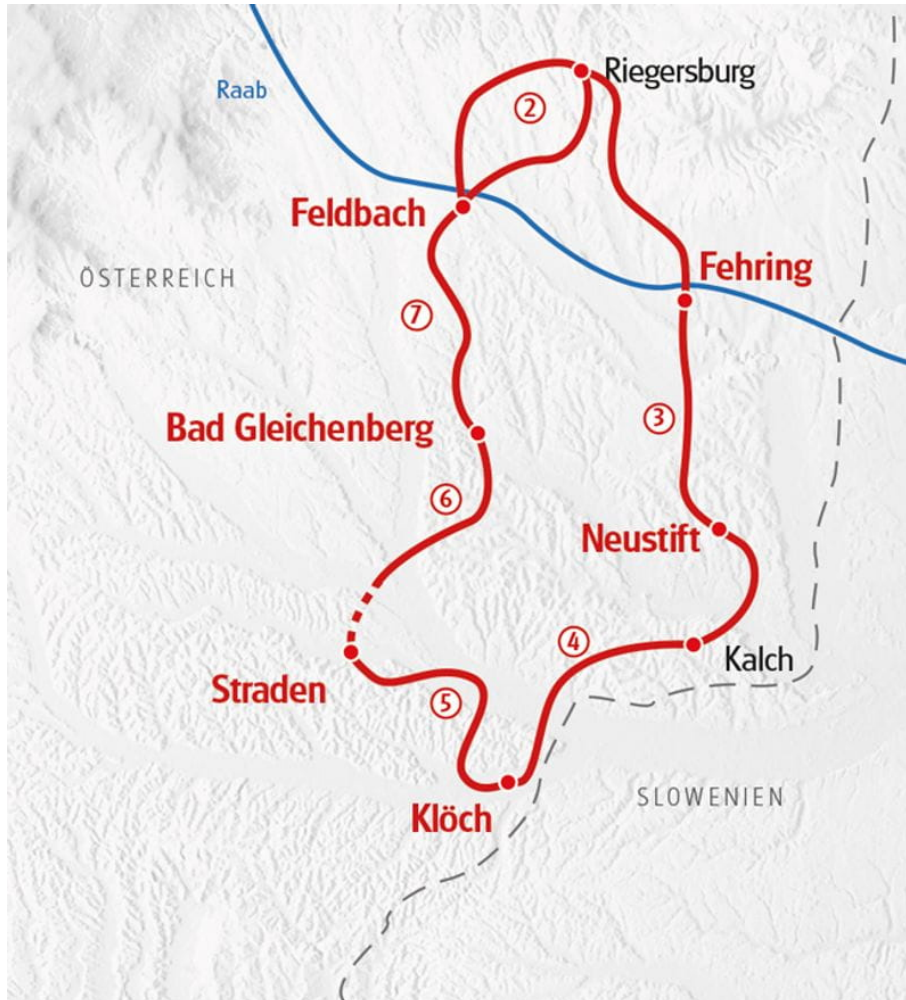 Riegersburg
Raab
②
Feldbach
Fehring
ÖSTERREICH
⑦
③
Bad Gleichenberg
⑥
Neustift
④
Kalch
Straden
⑤
SLOWENIEN
Klöch